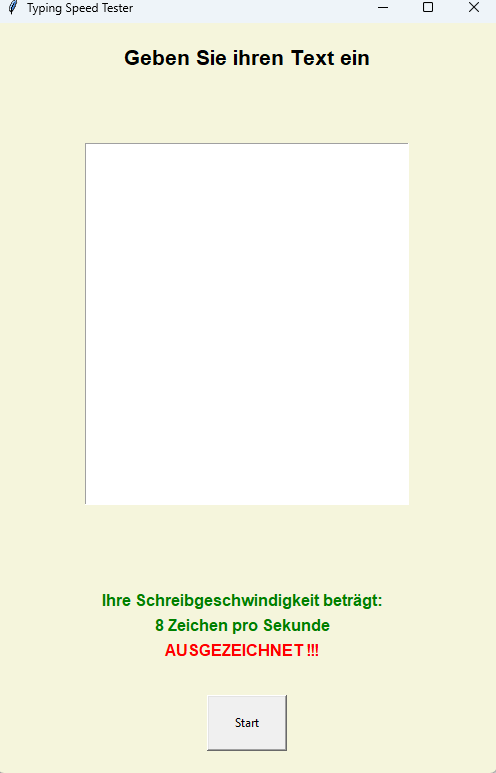 Typing Speed Tester
Geben Sie ihren Text ein
Ihre Schreibgeschwindigkeit beträgt:
8 Zeichen pro Sekunde
AUSGEZEICHNET !!!
Start